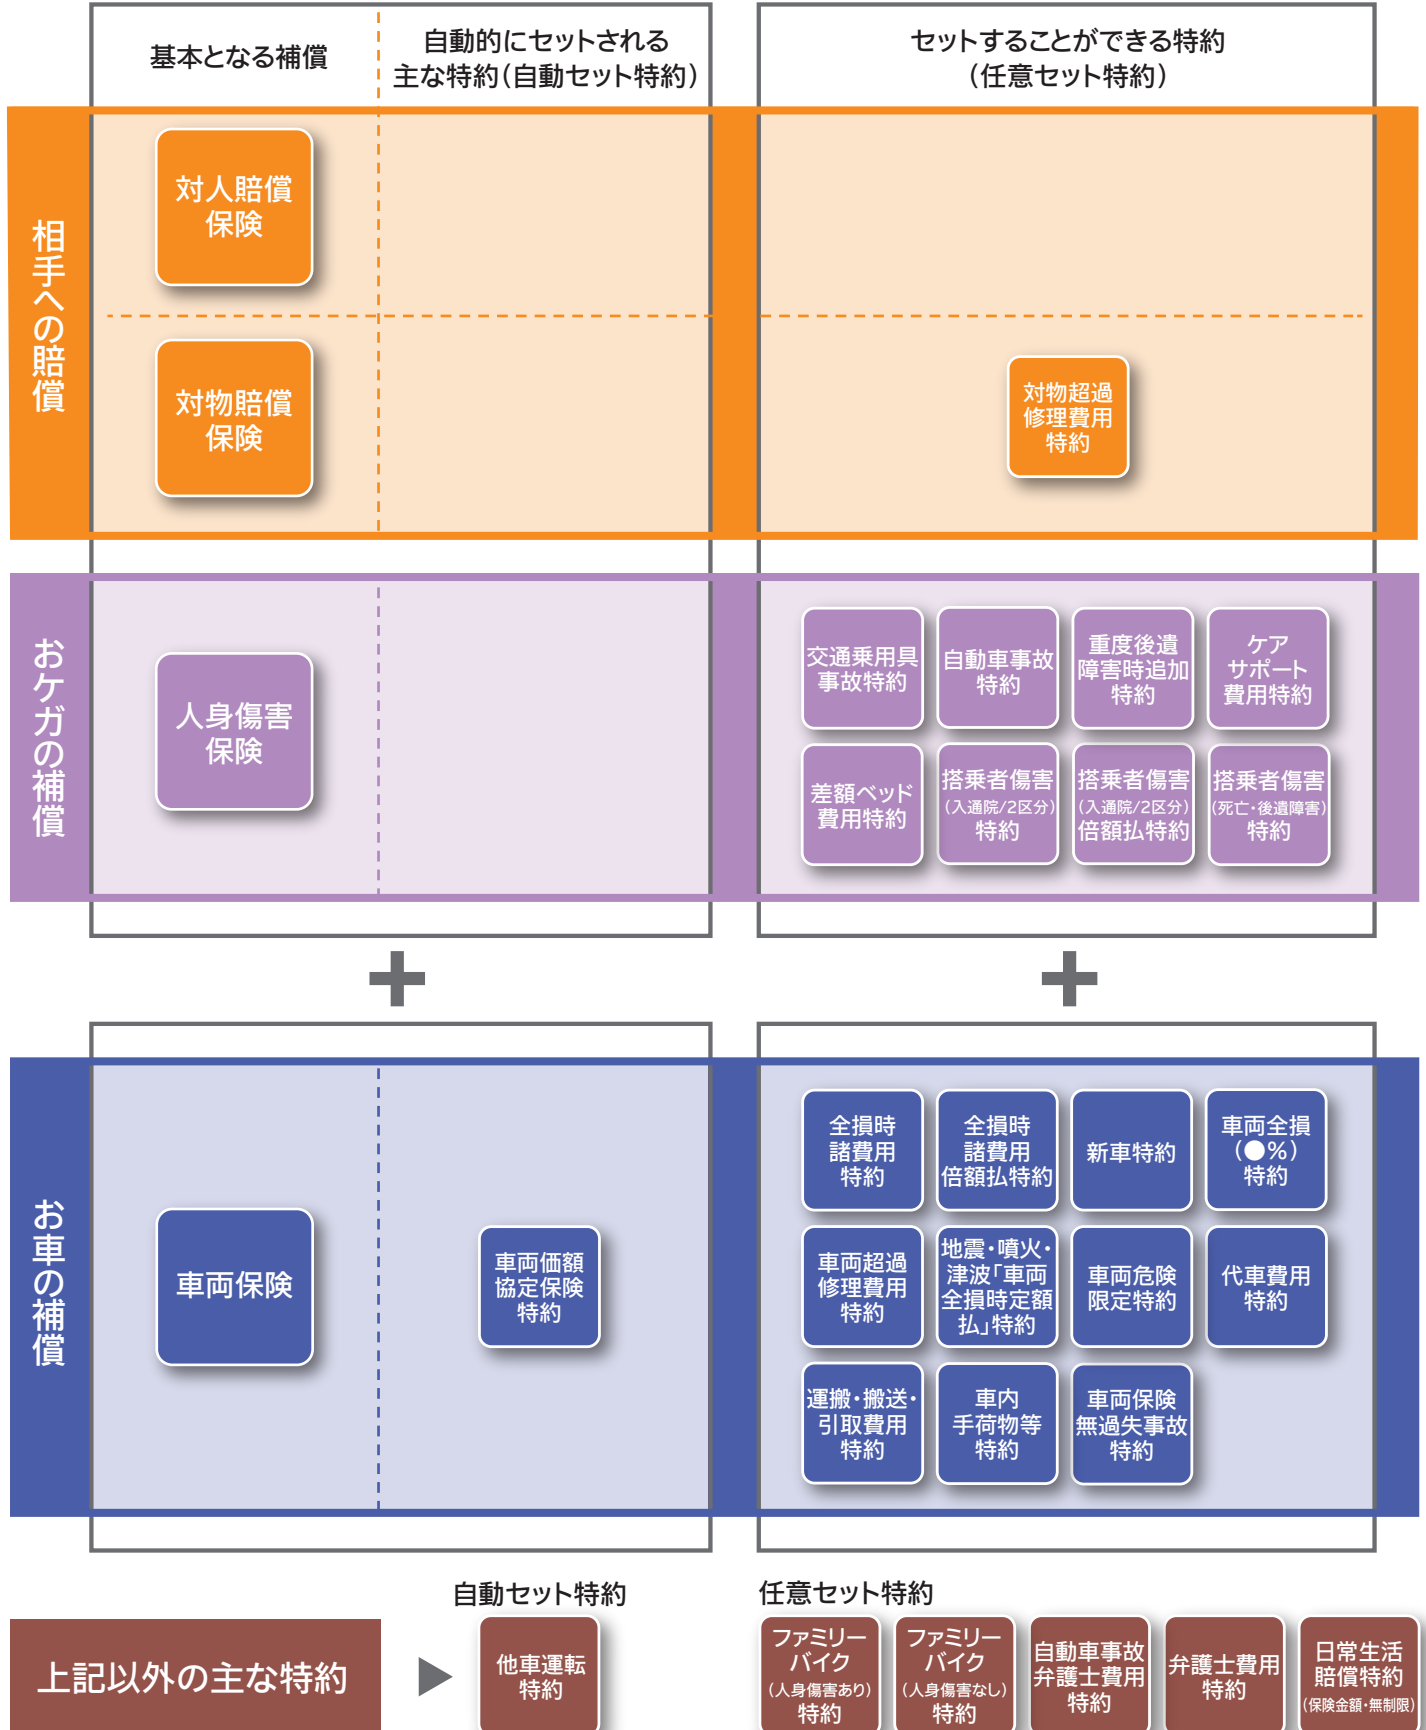 基本となる補償
自動的にセットされる
主な特約(自動セット特約)
セットすることができる特約
(任意セット特約)
相手への賠償
対人賠償
保険
対物賠償
保険
対物超過
修理費用
特約
おケガの補償
人身傷害
保険
交通乗用具
事故特約
自動車事故
特約
重度後遺
障害時追加
特約
ケア
サポート
費用特約
差額ベッド
費用特約
搭乗者傷害
(入通院/2区分)
特約
搭乗者傷害
(入通院/2区分)
倍額払特約
搭乗者傷害
(死亡・後遺障害)
特約
お車の補償
車両保険
車両価額
協定保険
特約
全損時
諸費用
特約
全損時
諸費用
倍額払特約
新車特約
車両全損
(●%)
特約
車両超過
修理費用
特約
地震・噴火・
津波「車両
全損時定額
払」特約
車両危険
限定特約
代車費用
特約
運搬・搬送・
引取費用
特約
車内
手荷物等
特約
車両保険
無過失事故
特約
上記以外の主な特約
自動セット特約
他車運転
特約
任意セット特約
ファミリー
バイク
(人身傷害あり)
特約
ファミリー
バイク
(人身傷害なし)
特約
自動車事故
弁護士費用
特約
弁護士費用
特約
日常生活
賠償特約
(保険金額・無制限)